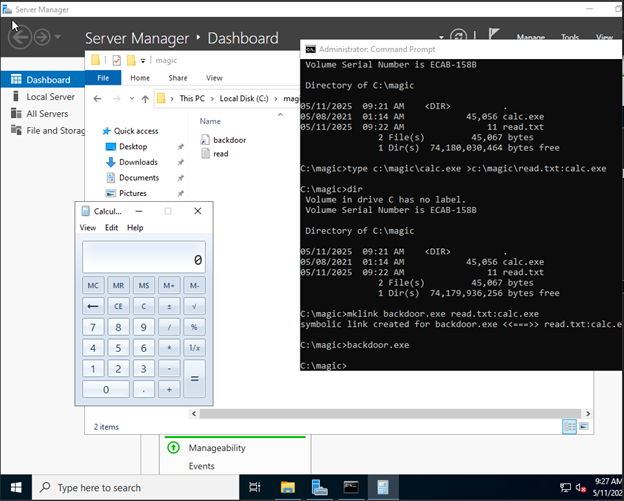 Server Manager
Server Manager • Dashboard
Manage Tools View
Dashboard
Local Server
All Servers
File and Storag
magic
File Home Share View
This PC Local Disk (C:) mag
Name
Quick access
Desktop
Downloads
Documents
Pictures
backdoor
read
2 items
Administrator: Command Prompt
Volume Serial Number is ECAB-158B
Directory of C:\magic
05/11/2025 09:21 AM <DIR> .
05/08/2021 01:14 AM 45,056 calc.exe
05/11/2025 09:22 AM 11 read.txt
2 File(s) 45,067 bytes
1 Dir(s) 74,180,030,464 bytes free
C:\magic>type c:\magic\calc.exe >c:\magic\read.txt:calc.exe
C:\magic>dir
Volume in drive C has no label.
Volume Serial Number is ECAB-158B
Directory of C:\magic
05/11/2025 09:21 AM <DIR> .
05/08/2021 01:14 AM 45,056 calc.exe
05/11/2025 09:22 AM 11 read.txt
2 File(s) 45,067 bytes
1 Dir(s) 74,179,936,256 bytes free
C:\magic>mklink backdoor.exe read.txt:calc.exe
symbolic link created for backdoor.exe <<===>> read.txt:calc.e
C:\magic>backdoor.exe
C:\magic>
Calcul...
View Edit Help
0
MC MR MS M+ M-
← CE C ± √
7 8 9 / %
4 5 6 * 1/x
1 2 3 - =
0 . +
Manageability
Events
Type here to search
9:27 AM
5/11/202